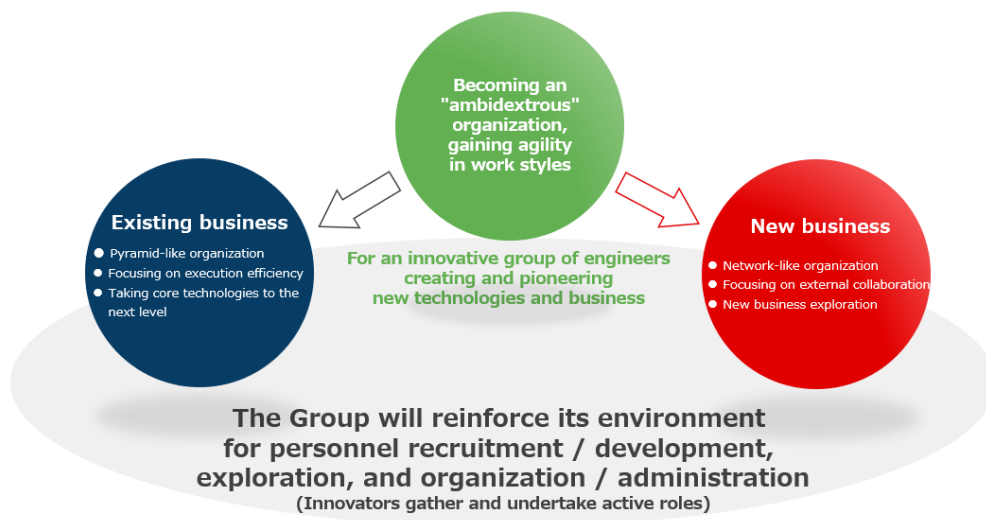 Becoming an
"ambidextrous"
organization,
gaining agility
in work styles
Existing business
● Pyramid-like organization
● Focusing on execution efficiency
● Taking core technologies to the
next level
New business
● Network-like organization
● Focusing on external collaboration
● New business exploration
For an innovative group of engineers
creating and pioneering
new technologies and business
The Group will reinforce its environment
for personnel recruitment / development,
exploration, and organization / administration
(Innovators gather and undertake active roles)